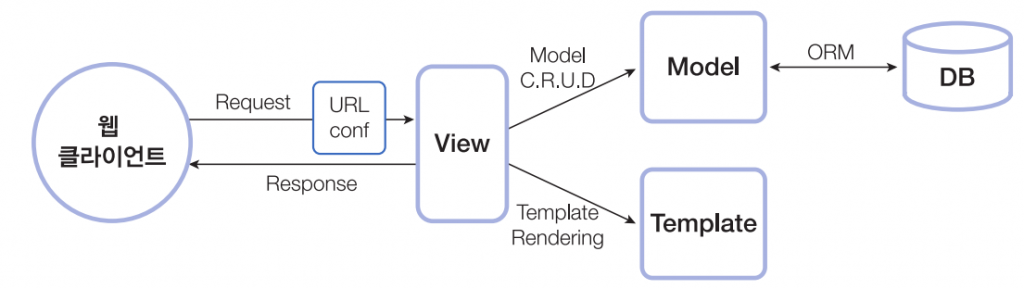 웹
클라이언트
Request
URL
conf
Response
View
Model
C.R.U.D
Template
Rendering
Model
ORM
DB
Template